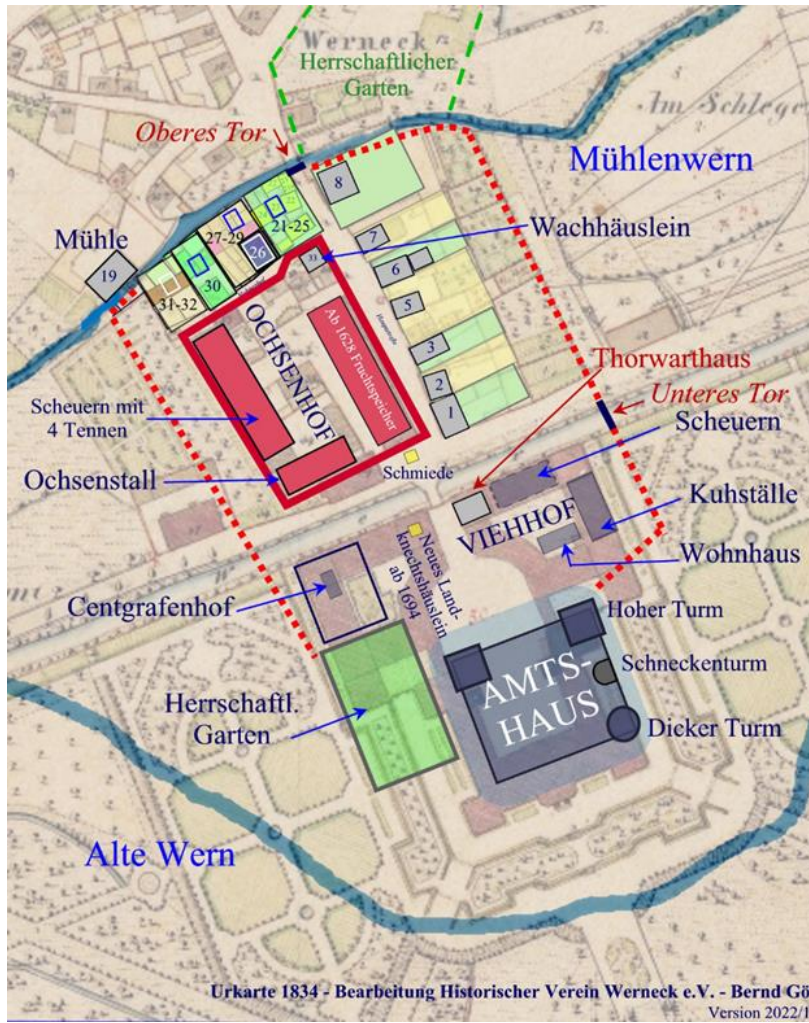 Werneck
Herrschaftlicher
Garten
Am Schlege
Oberes Tor
Mühlenwern
8
Wachhäuslein
21-25
27-29
26
7
Mühle
19
33
6
30
31-32
5
OCHSENHOF
Ab 1628 Fruchtspeicher
Hauptstraße
3
Thorwarthaus
2
Unteres Tor
1
Scheuern mit
4 Tennen
Scheuern
Ochsenstall
Schmiede
Kuhställe
VIEHHOF
Wohnhaus
Neues Land-
knechtshäuslein
ab 1694
Centgrafenhof
Hoher Turm
Schneckenturm
AMTS-
HAUS
Herrschaftl.
Garten
Dicker Turm
Alte Wern
Urkarte 1834 - Bearbeitung Historischer Verein Werneck e.V. - Bernd Gö
Version 2022/1